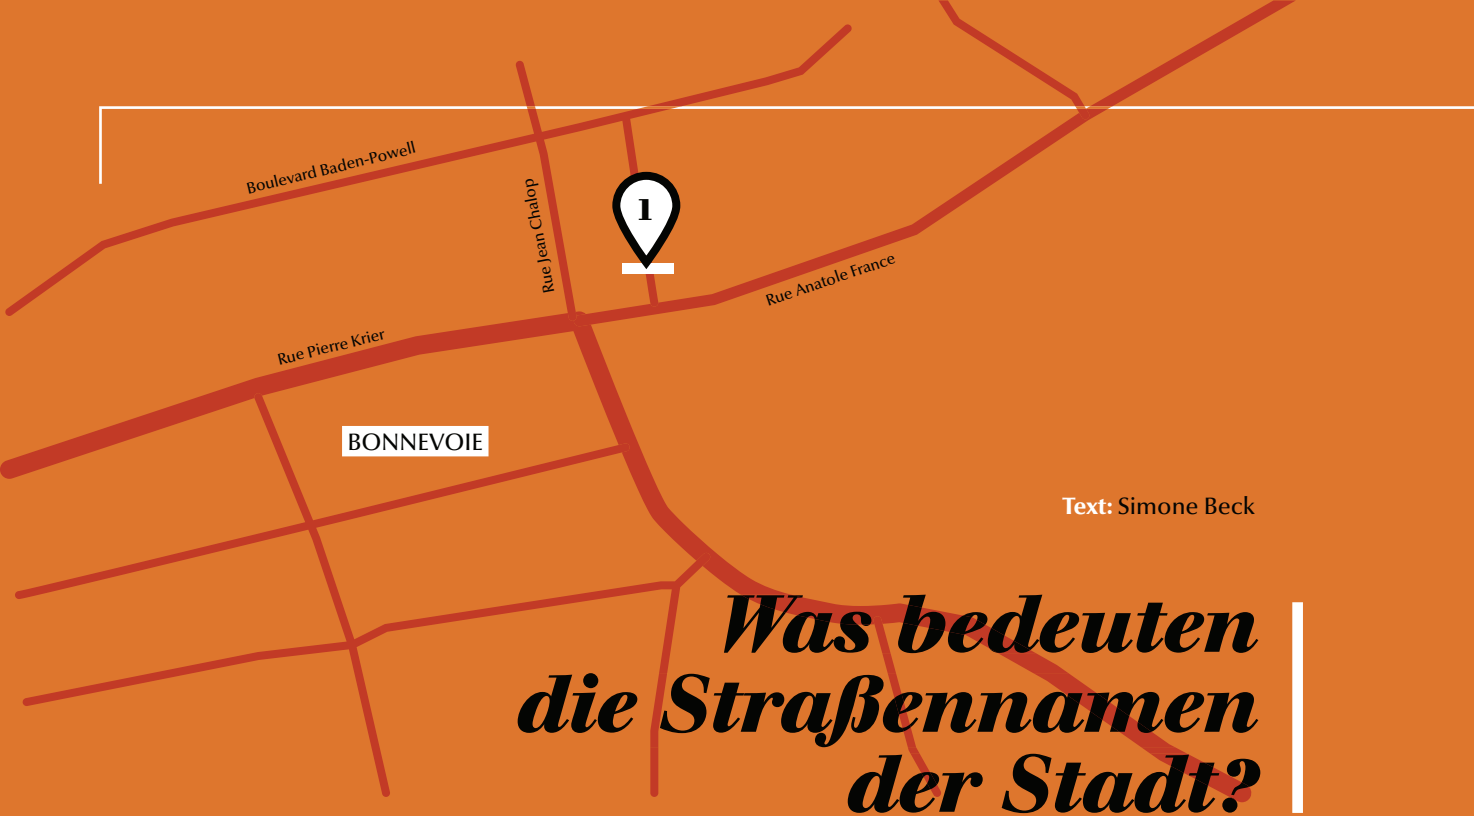 Boulevard Baden-Powell
Rue Jean Chalop
1
Rue Anatole France
Rue Pierre Krier
BONNEVOIE
Text: Simone Beck
Was bedeuten
die Straßennamen
der Stadt?